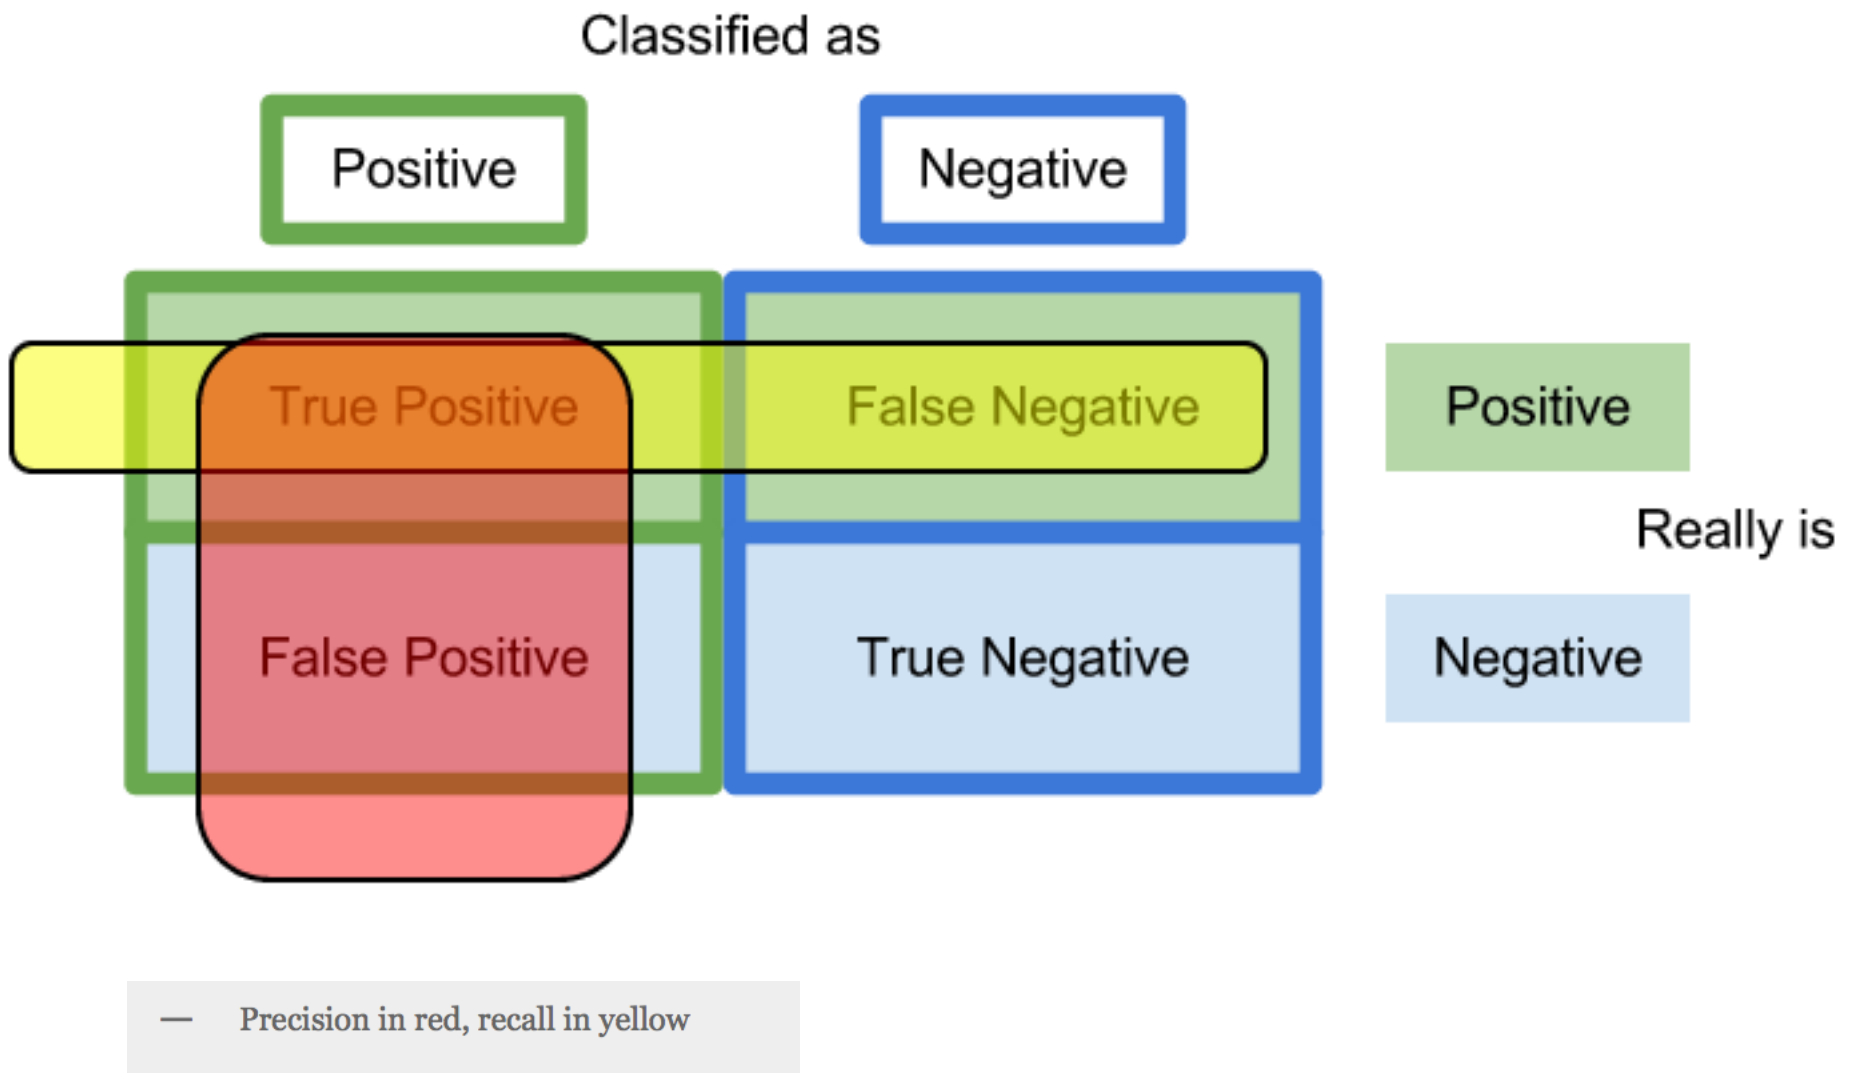 Classified as
Positive
Negative
True Positive
False Negative
Positive
Really is
False Positive
True Negative
Negative
— Precision in red, recall in yellow